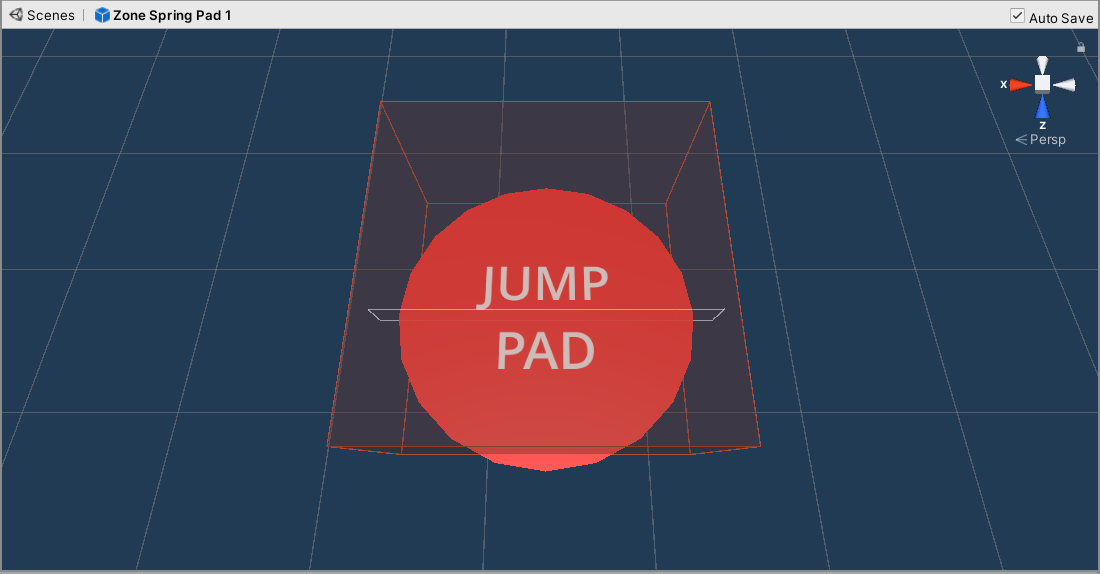 Scenes | Zone Spring Pad 1
Auto Save
x
z
Persp
JUMP
PAD